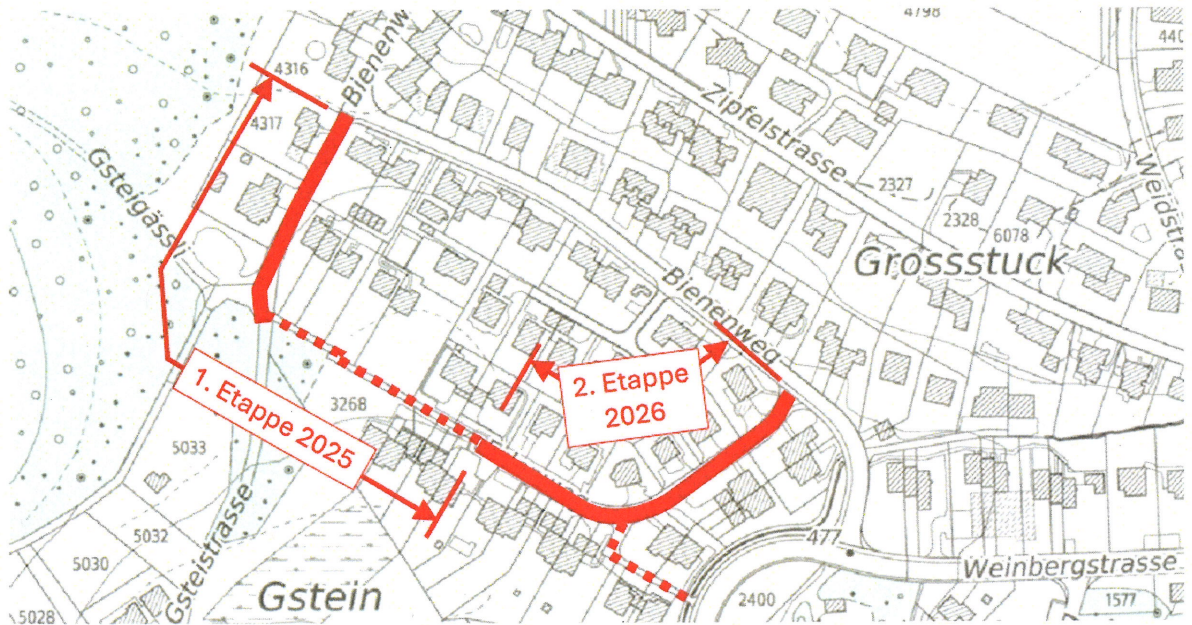 4798
440
4316
Bienenw
4317
Zipfelstrasse
Weidstra
2327
Gsteigässli
2328
6078
Grossstuck
Bienenweg
2. Etappe
2026
1. Etappe 2025
3268
5033
5032
5030
5028
Gsteistrasse
Gstein
477
Weinbergstrasse
2400
1577